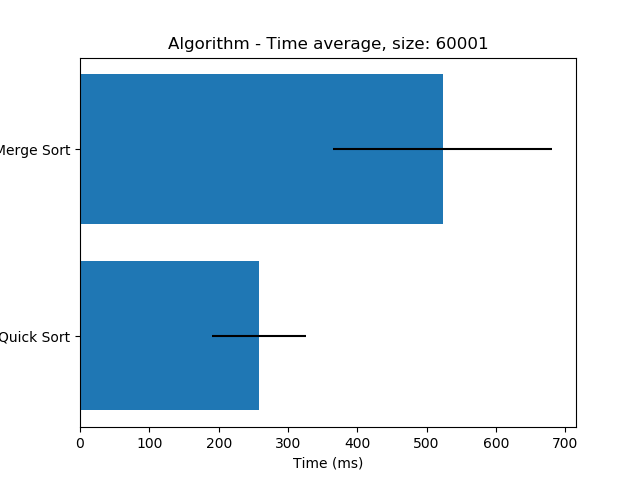 Algorithm - Time average, size: 60001
Merge Sort
Quick Sort
0 100 200 300 400 500 600 700
Time (ms)